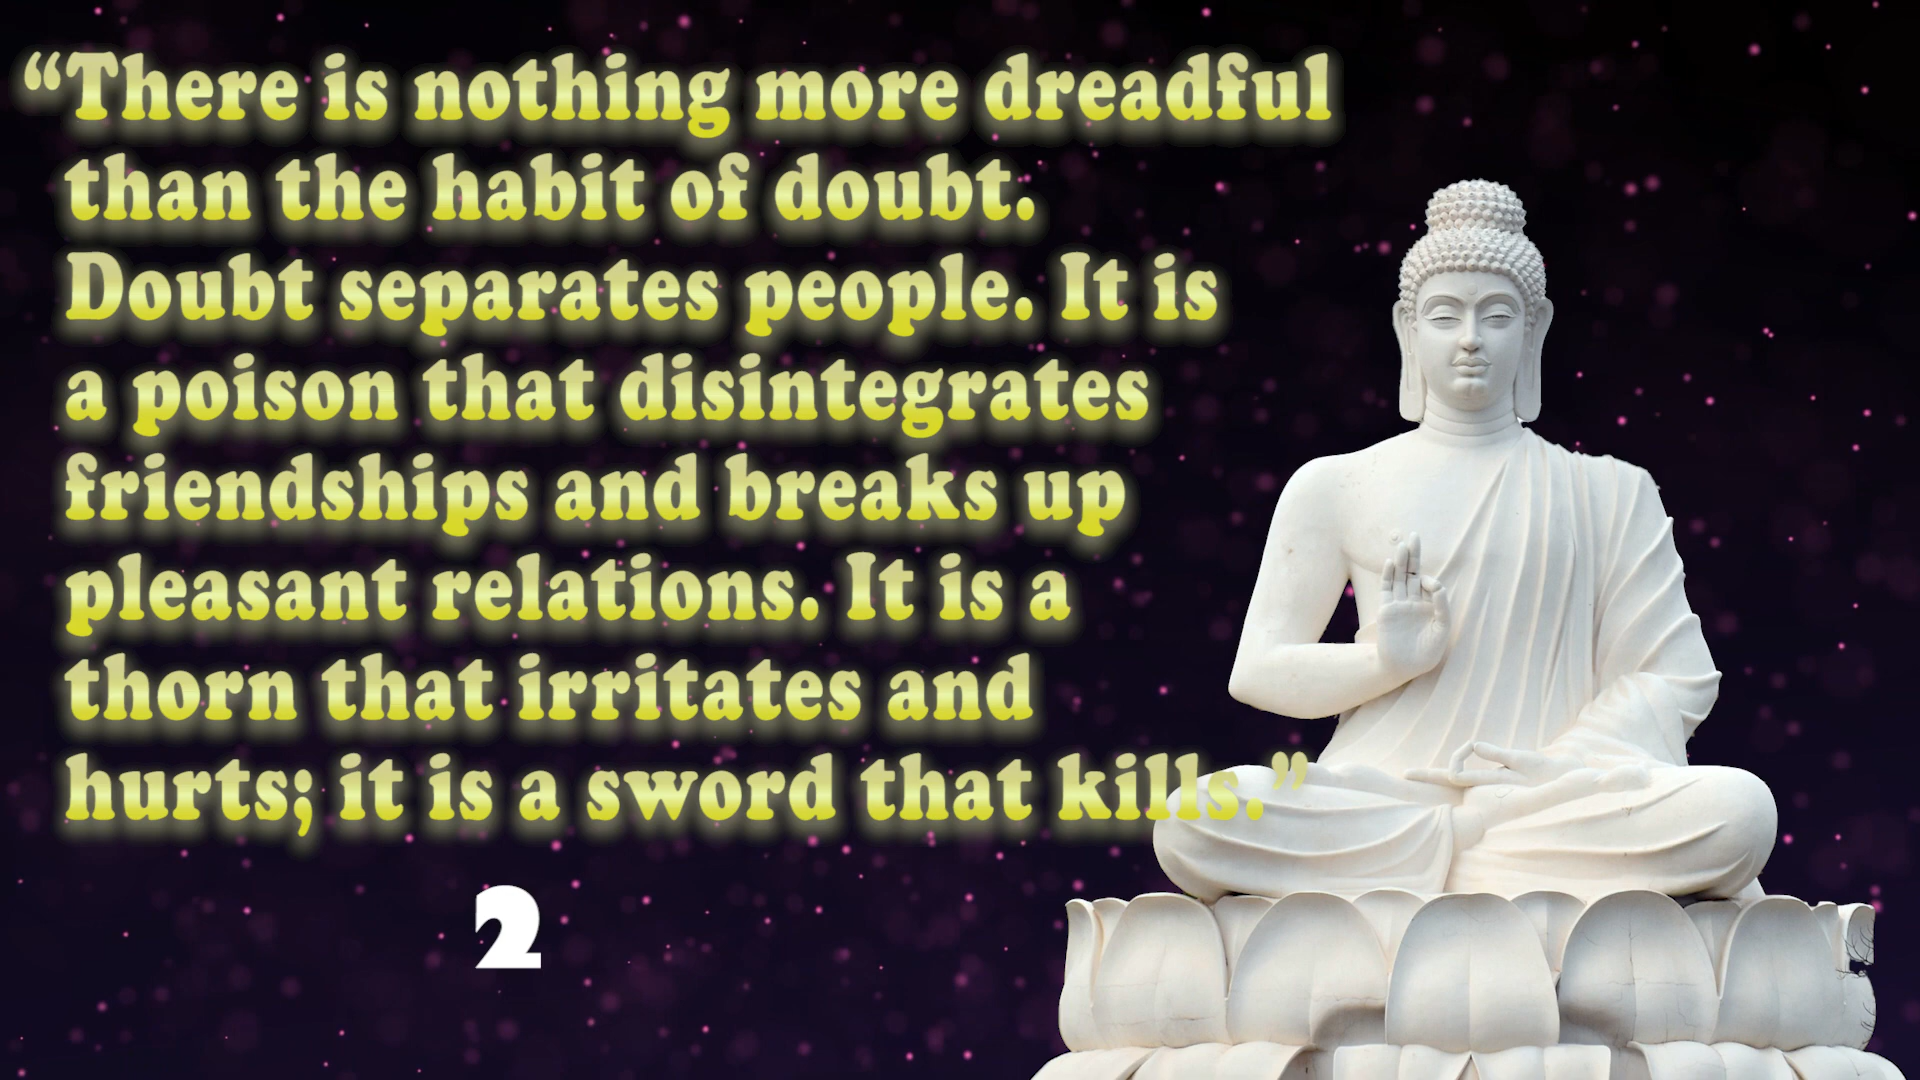 “There is nothing more dreadful
than the habit of doubt.
Doubt separates people. It is
a poison that disintegrates
friendships and breaks up
pleasant relations. It is a
thorn that irritates and
hurts; it is a sword that kills.”
2